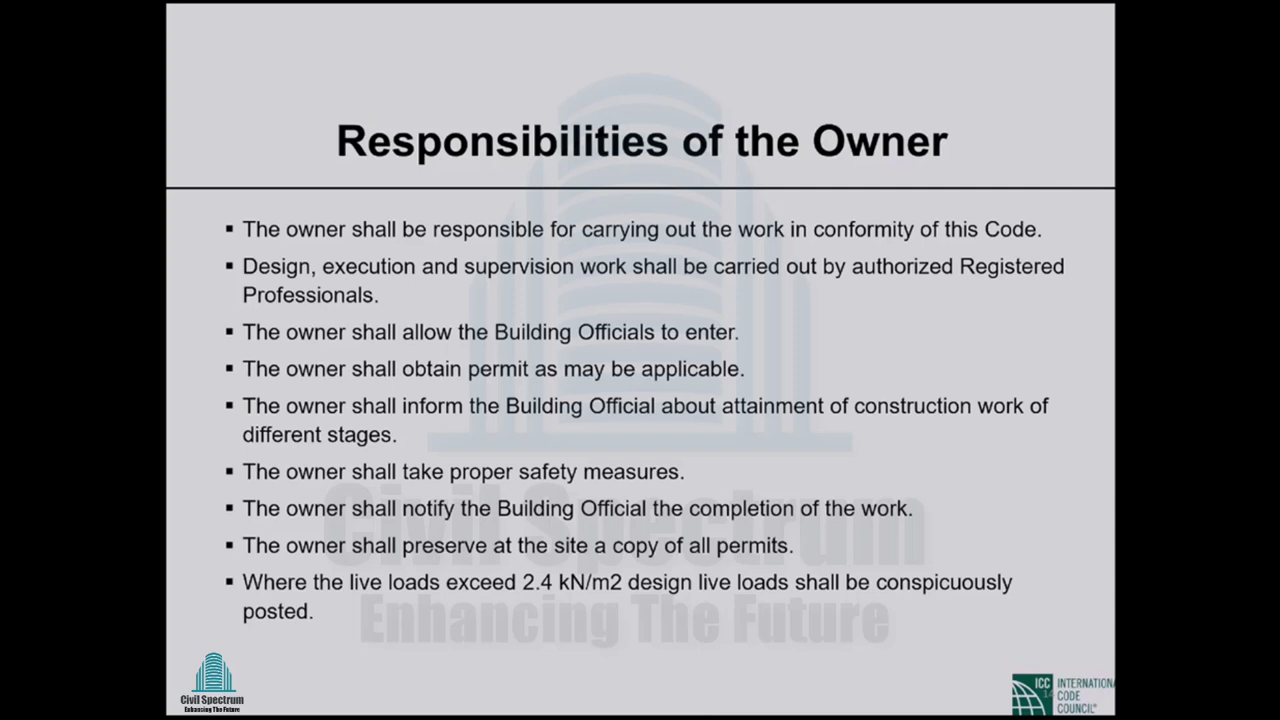 Responsibilities of the Owner
▪ The owner shall be responsible for carrying out the work in conformity of this Code.
▪ Design, execution and supervision work shall be carried out by authorized Registered
Professionals.
▪ The owner shall allow the Building Officials to enter.
▪ The owner shall obtain permit as may be applicable.
▪ The owner shall inform the Building Official about attainment of construction work of
different stages.
▪ The owner shall take proper safety measures.
▪ The owner shall notify the Building Official the completion of the work.
▪ The owner shall preserve at the site a copy of all permits.
▪ Where the live loads exceed 2.4 kN/m2 design live loads shall be conspicuously
posted.
Civil Spectrum
Enhancing The Future
Civil Spectrum
Enhancing The Future
ICC
INTERNATIONA
CODE
COUNCIL®